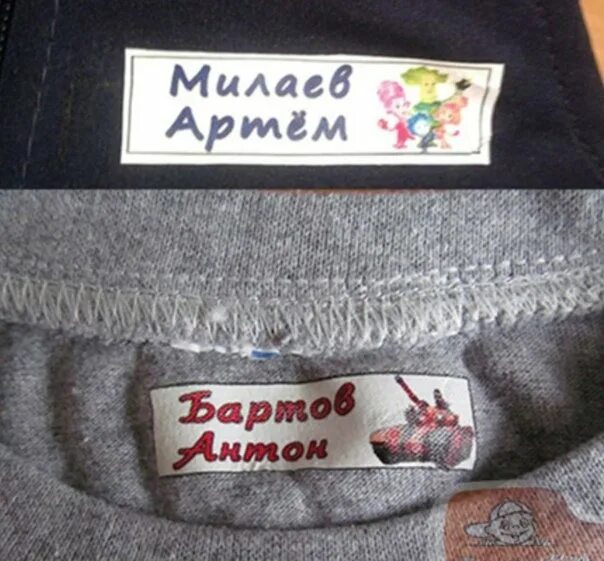 Милаев
Артём
Бартов
Антон